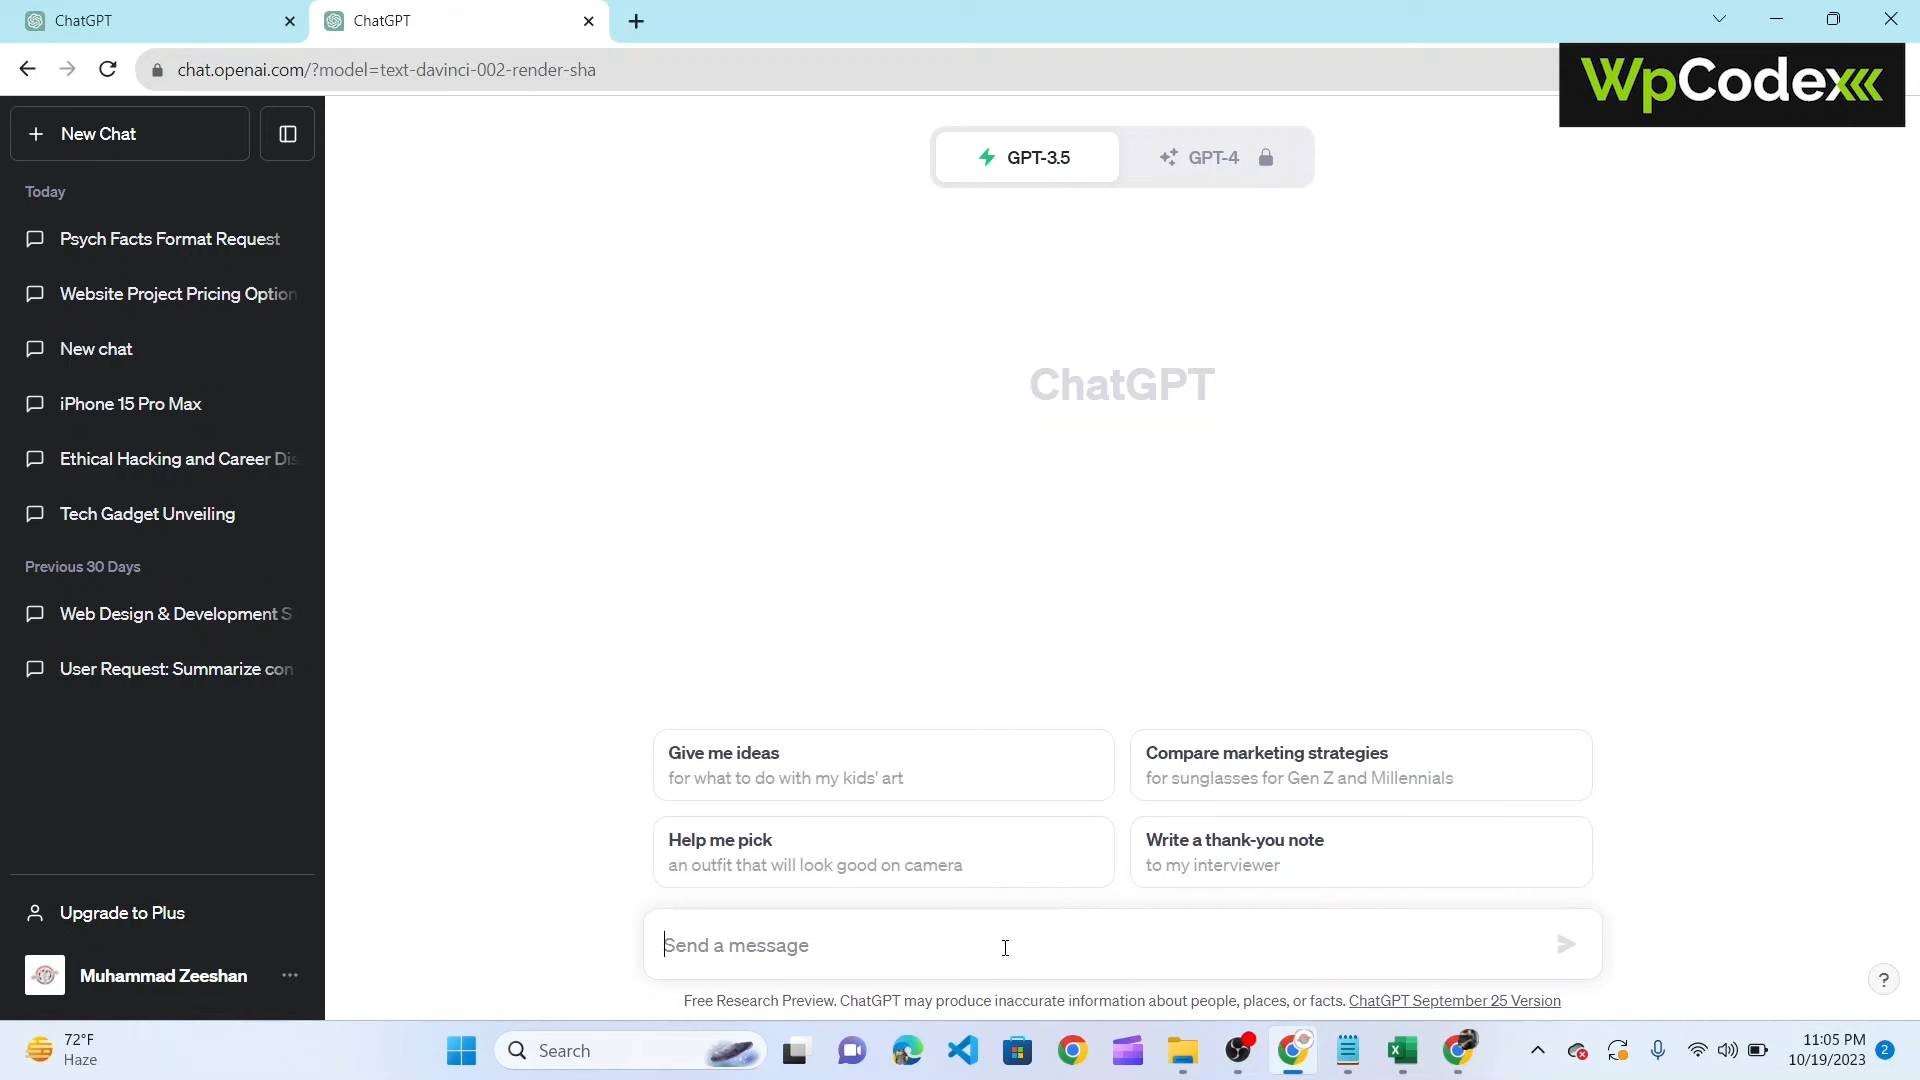 ChatGPT
ChatGPT
chat.openai.com/?model=text-davinci-002-render-sha
WpCodex
New Chat
Today
Psych Facts Format Request
Website Project Pricing Option
New chat
iPhone 15 Pro Max
Ethical Hacking and Career Dis
Tech Gadget Unveiling
Previous 30 Days
Web Design & Development S
User Request: Summarize con
Upgrade to Plus
Muhammad Zeeshan
GPT-3.5
GPT-4
ChatGPT
Give me ideas
for what to do with my kids' art
Compare marketing strategies
for sunglasses for Gen Z and Millennials
Help me pick
an outfit that will look good on camera
Write a thank-you note
to my interviewer
Send a message
Free Research Preview. ChatGPT may produce inaccurate information about people, places, or facts. ChatGPT September 25 Version
?
72°F
Haze
Search
11:05 PM
10/19/2023
2